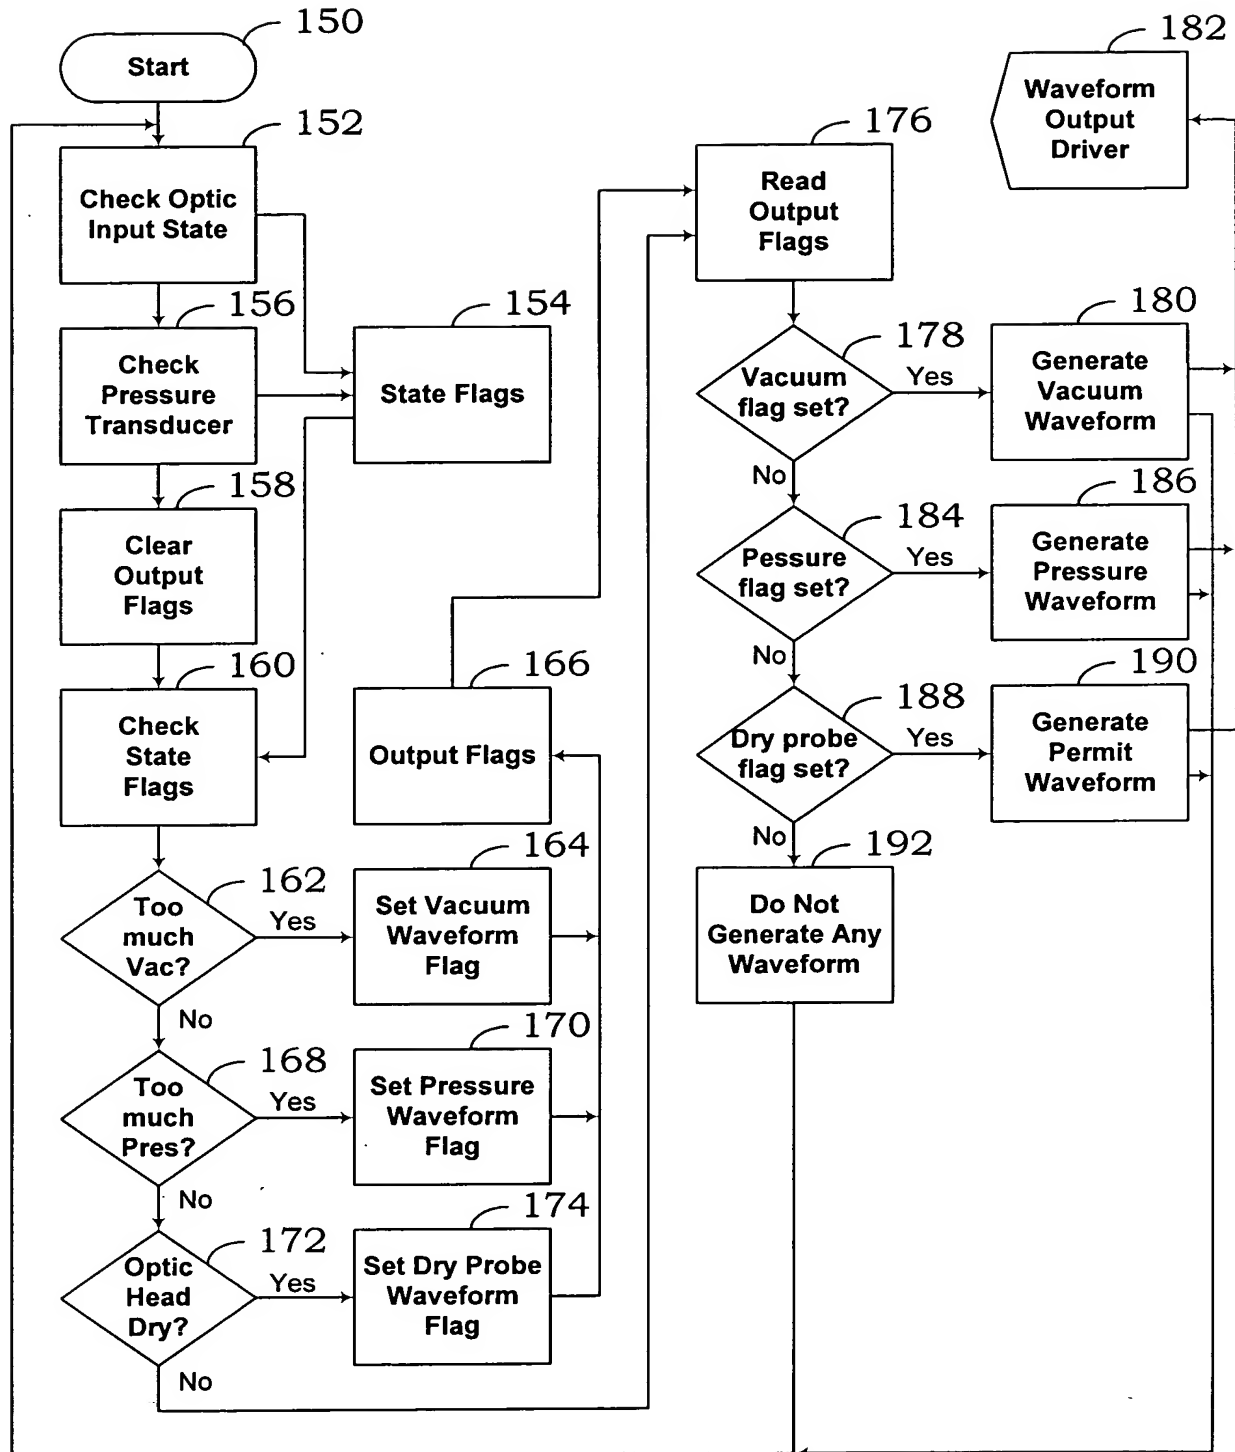 150
Start
152
Check Optic
Input State
156
Check
Pressure
Transducer
154
State Flags
158
Clear
Output
Flags
160
Check
State
Flags
166
Output Flags
162
Too
much
Vac?
Yes
No
164
Set Vacuum
Waveform
Flag
168
Too
much
Pres?
Yes
No
170
Set Pressure
Waveform
Flag
172
Optic
Head
Dry?
Yes
No
174
Set Dry Probe
Waveform
Flag
176
Read
Output
Flags
182
Waveform
Output
Driver
178
Vacuum
flag set?
Yes
No
180
Generate
Vacuum
Waveform
184
Pessure
flag set?
Yes
No
186
Generate
Pressure
Waveform
188
Dry probe
flag set?
Yes
No
190
Generate
Permit
Waveform
192
Do Not
Generate Any
Waveform